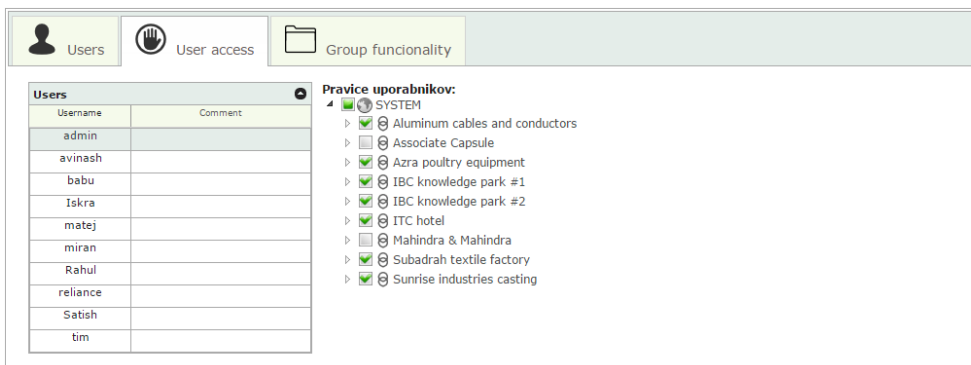 Users
User access
Group funcionality
Users
Username Comment
admin
avinash
babu
Iskra
matej
miran
Rahul
reliance
Satish
tim
Pravice uporabnikov:
SYSTEM
Aluminum cables and conductors
Associate Capsule
Azra poultry equipment
IBC knowledge park #1
IBC knowledge park #2
ITC hotel
Mahindra & Mahindra
Subadrah textile factory
Sunrise industries casting